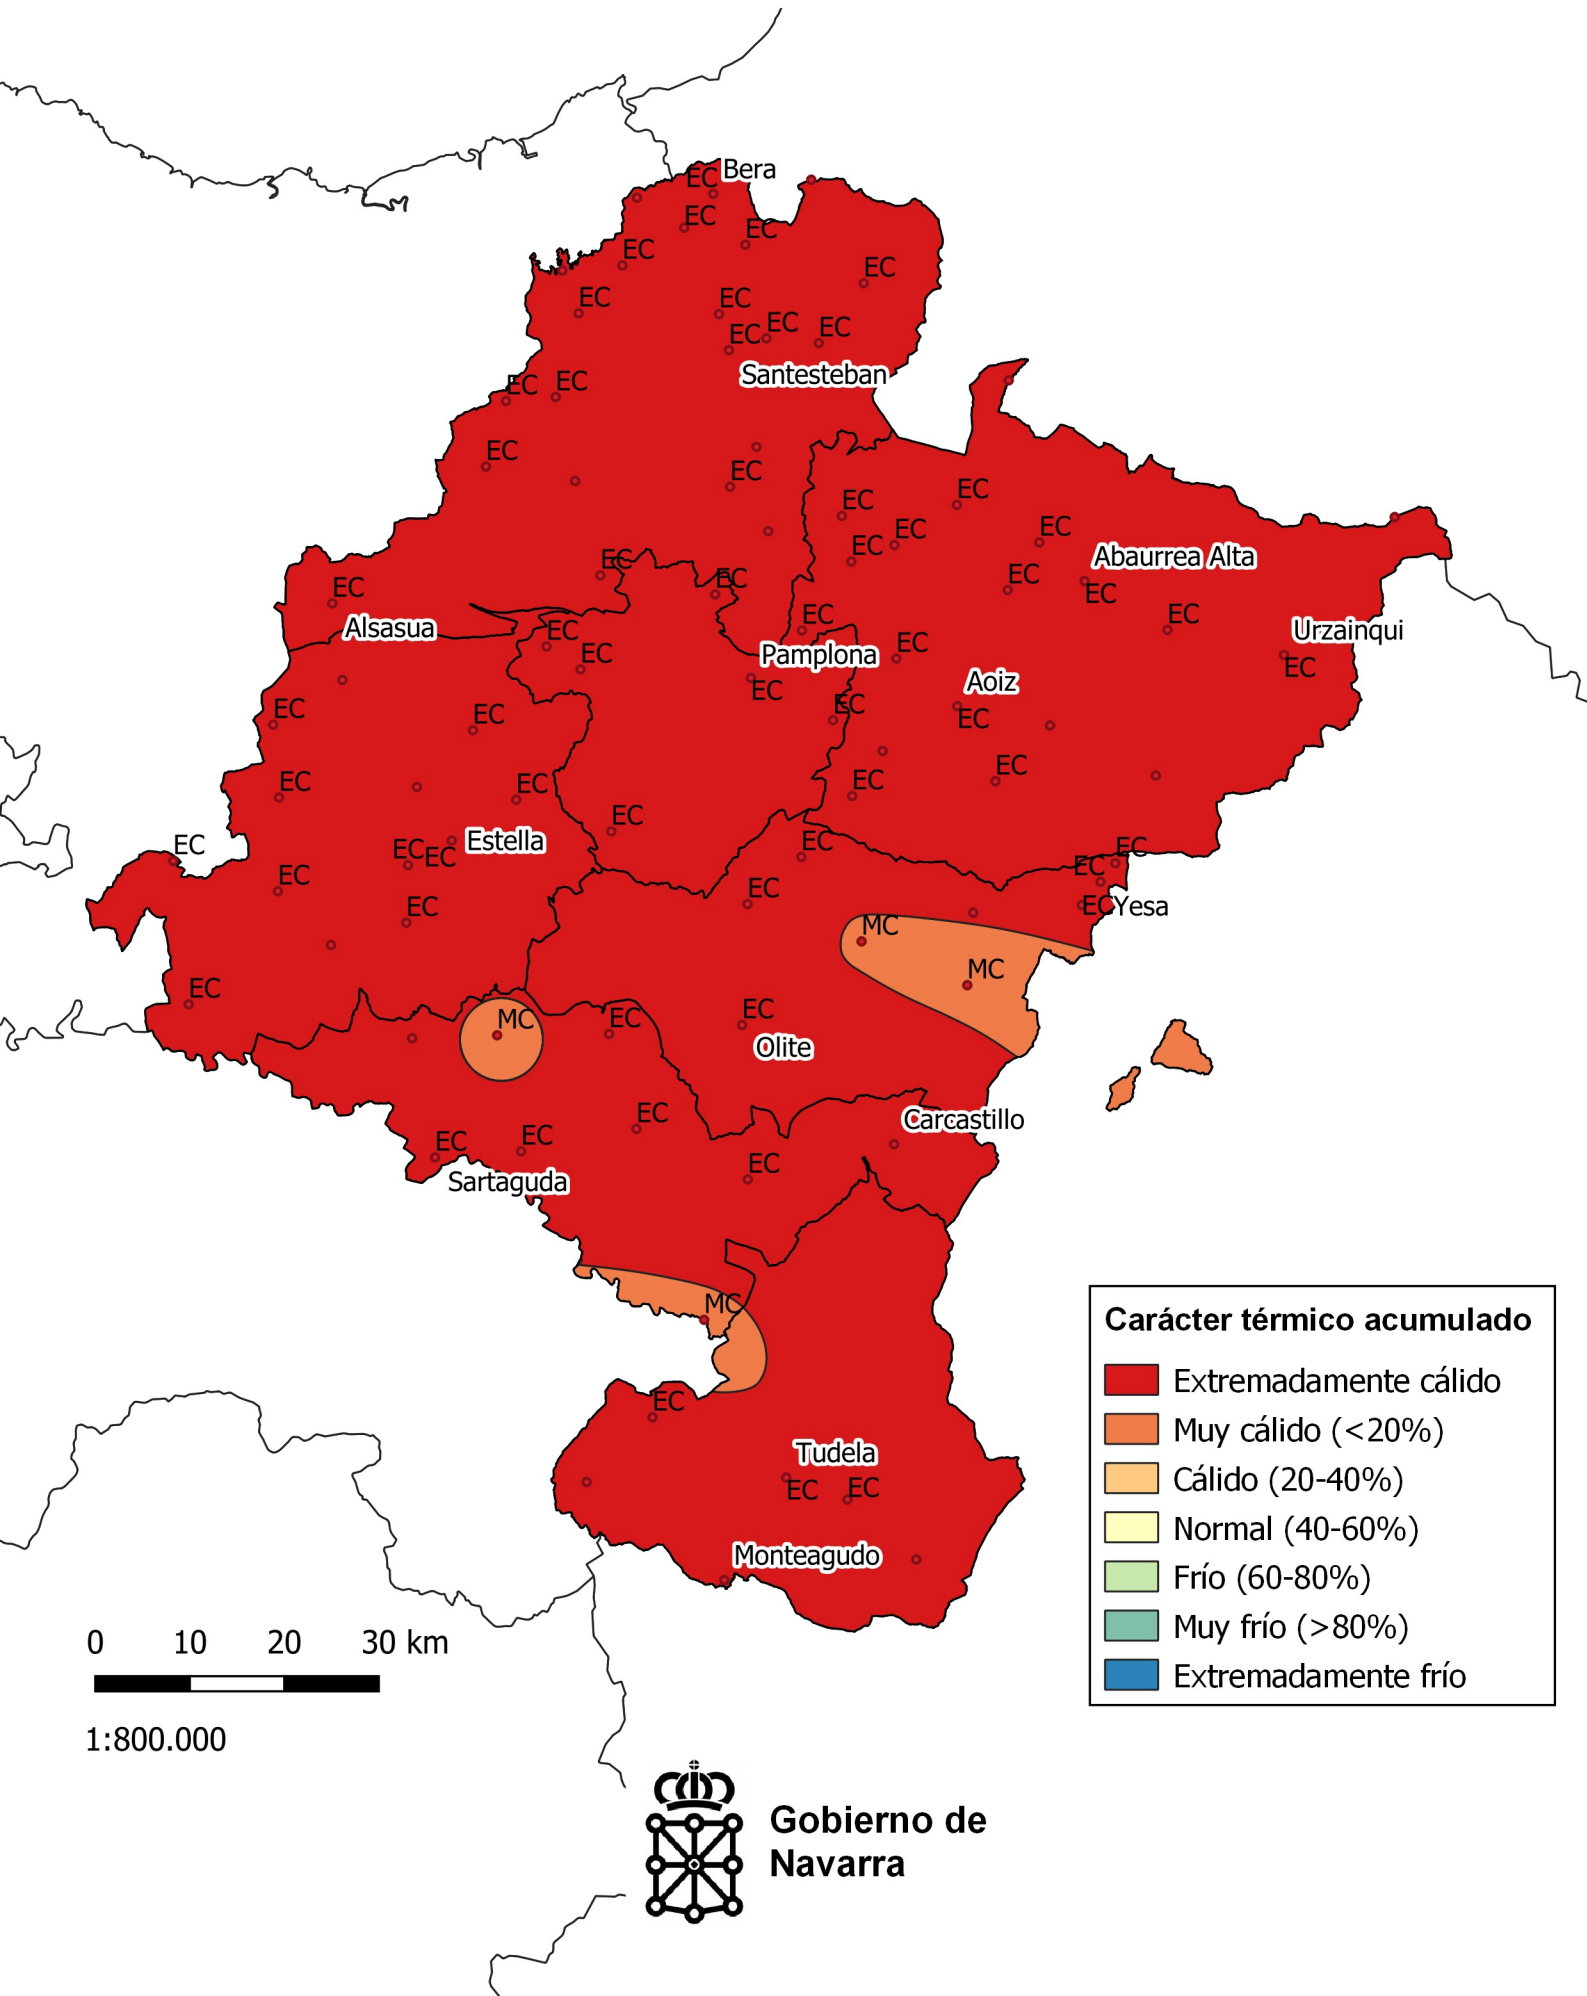 Bera
EC
EC
EC
EC
EC
EC
EC
EC
EC
EC
Santesteban
EC
EC
EC
EC
EC
EC
EC
EC
EC
Abaurrea Alta
EC
EC
EC
EC
EC
EC
EC
EC
Alsasua
Urzainqui
EC
EC
Pamplona
EC
EC
EC
Aoiz
EC
EC
EC
EC
EC
EC
EC
EC
EC
EC
Estella
EC
EC
EC
EC
EC
EC
EC
EC
EC
EC Yesa
MC
MC
EC
MC
EC
EC
Olite
Carcastillo
EC
EC
EC
EC
Sartaguda
MC
EC
Tudela
EC
EC
Monteagudo
Carácter térmico acumulado
Extremadamente cálido
Muy cálido (<20%)
Cálido (20-40%)
Normal (40-60%)
Frío (60-80%)
Muy frío (>80%)
Extremadamente frío
0 10 20 30 km
1:800.000
Gobierno de
Navarra